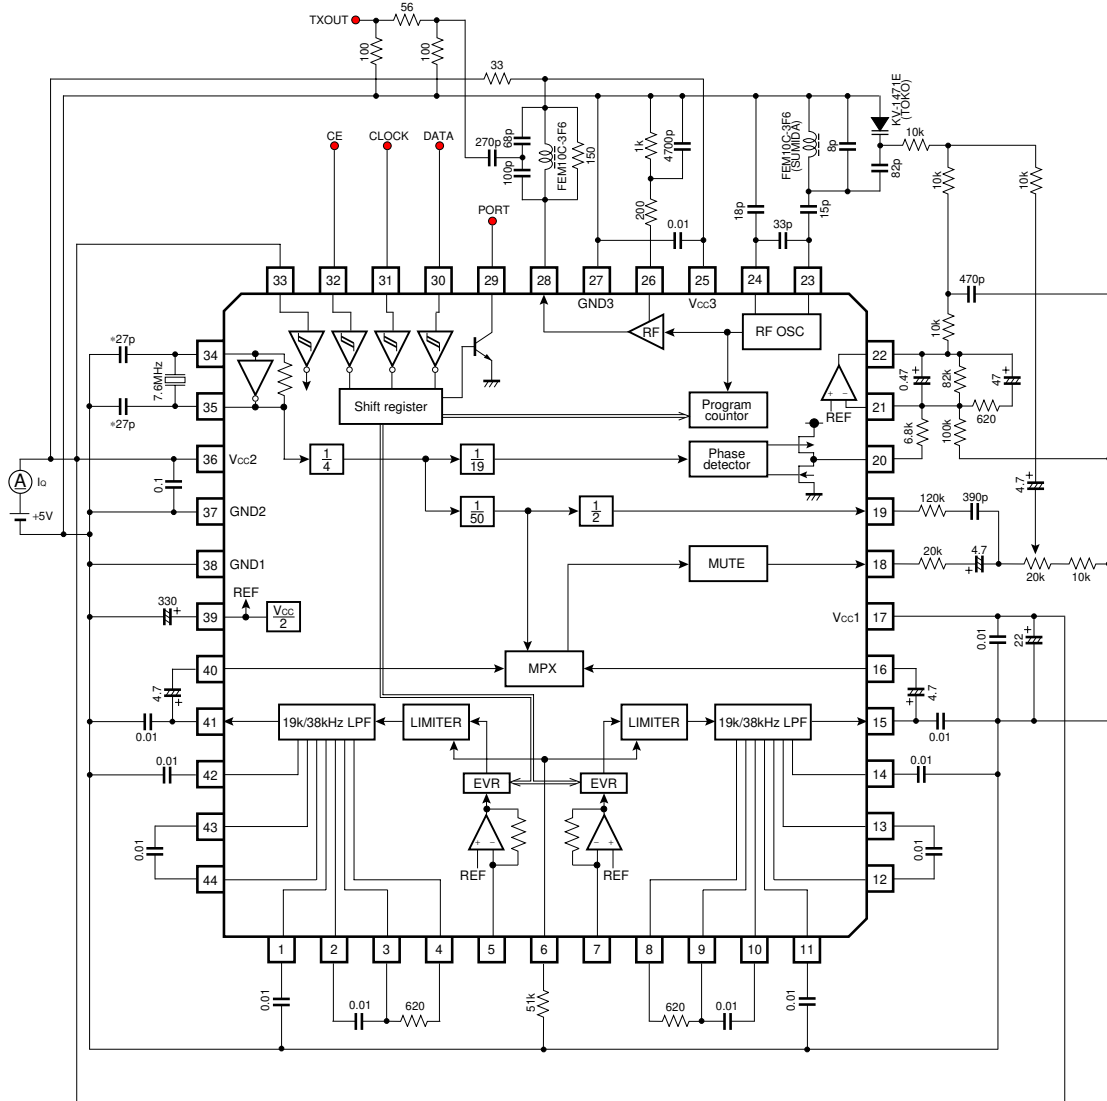 TXOUT
56
100
100
33
KV-1471E
(TOKO)
CE
CLOCK
DATA
270p
68p
100p
FEM10C-3F6
150
1k
4700p
FEM10C-3F6
(SUMIDA)
8p
82p
10k
10k
10k
PORT
200
0.01
18p
33p
15p
470p
33
32
31
30
29
28
27
26
25
24
23
GND3
VCC3
RF
RF OSC
10k
*27p
34
7.6MHz
35
*27p
Shift register
Program
countor
REF
22
21
0.47
+
82k
47
+
620
6.8k
100k
36
VCC2
1
4
1
19
Phase
detector
20
A
IQ
+5V
0.1
37
GND2
1
50
1
2
19
120k
390p
4.7
+
38
GND1
MUTE
18
20k
4.7
+
20k
10k
330
+
39
REF
VCC
2
VCC1
17
0.01
22
+
40
MPX
16
4.7
+
4.7
+
0.01
41
19k/38kHz LPF
LIMITER
LIMITER
19k/38kHz LPF
15
0.01
0.01
42
EVR
EVR
14
0.01
43
13
0.01
+
−
−
+
0.01
44
REF
REF
12
1
2
3
4
5
6
7
8
9
10
11
0.01
0.01
620
51k
620
0.01
0.01